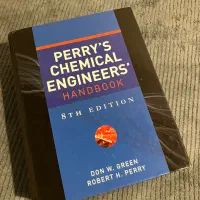 PERRY'S
CHEMICAL
ENGINEERS'
HANDBOOK
8TH EDITION
DON W. GREEN
ROBERT H. PERRY